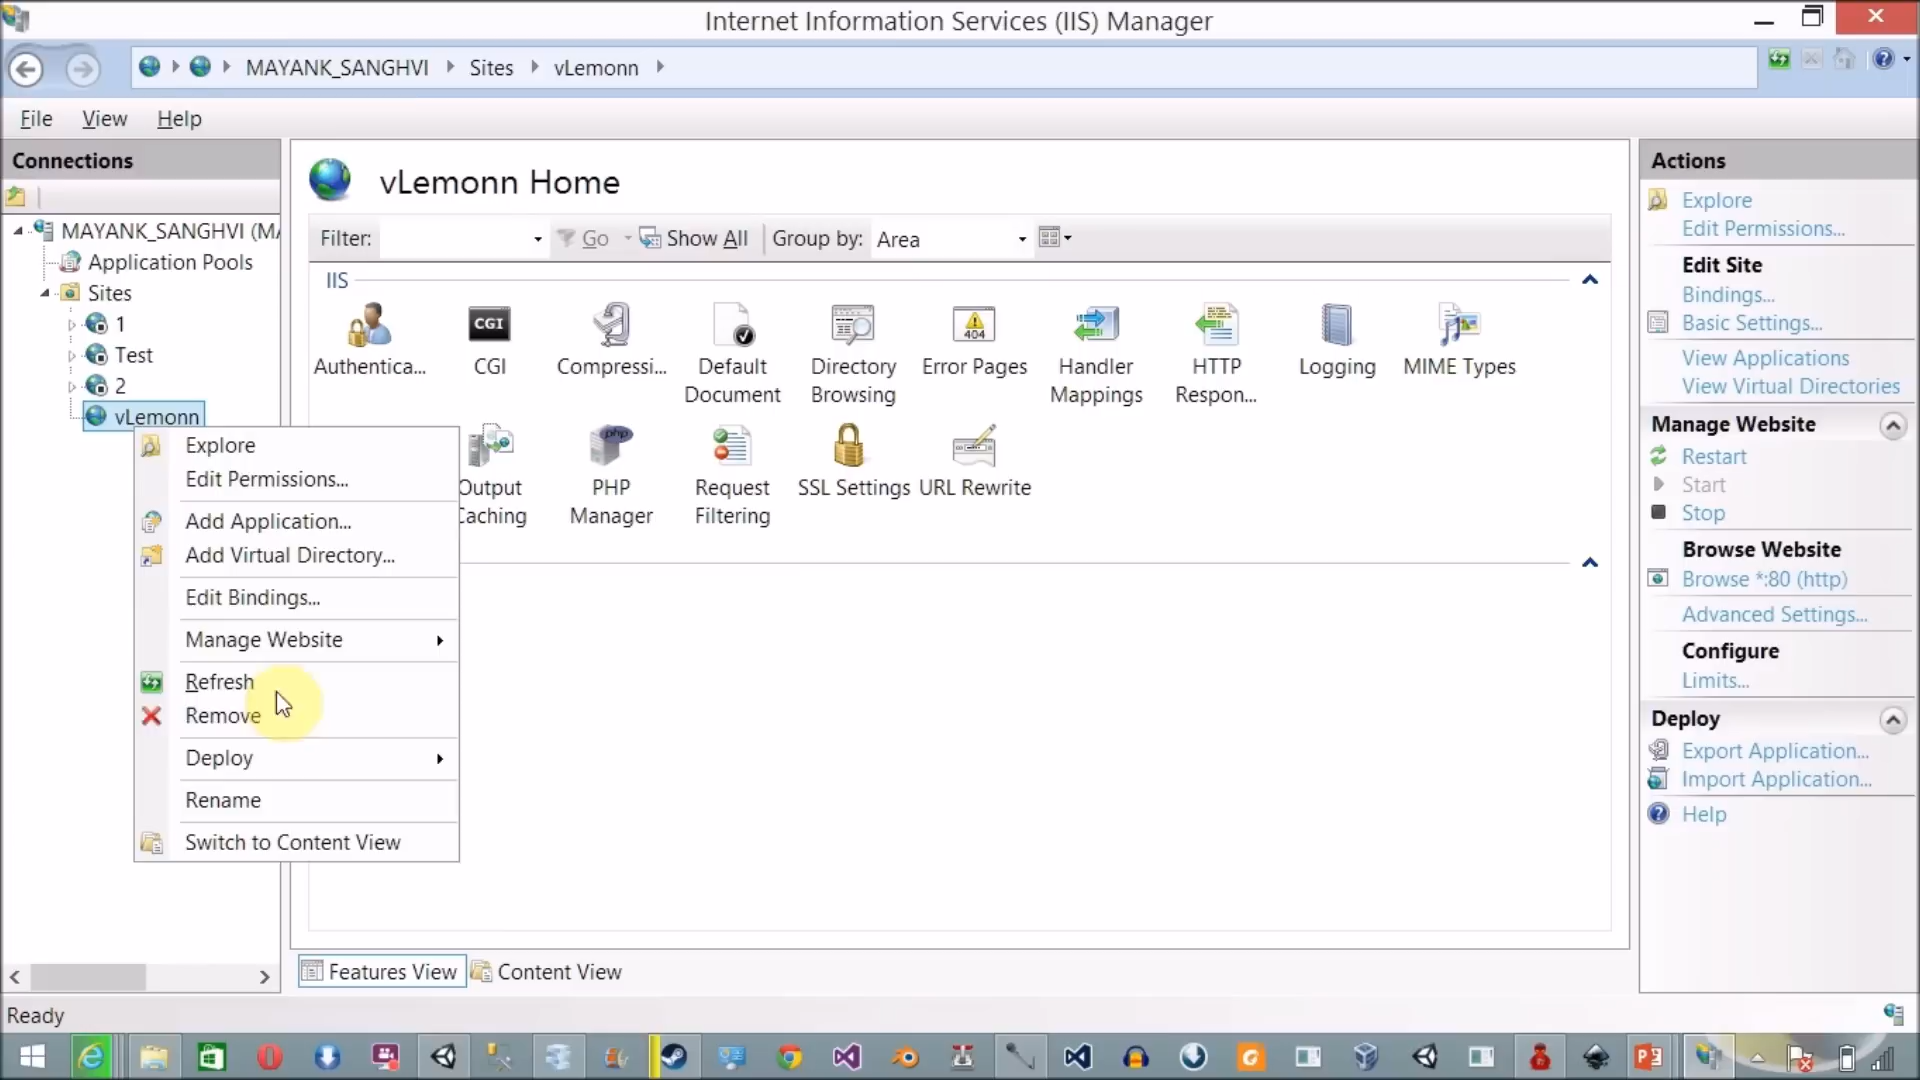 Internet Information Services (IIS) Manager
MAYANK_SANGHVI Sites vLemonn
File View Help
Connections
MAYANK_SANGHVI (MA
Application Pools
Sites
1
Test
2
vLemonn
Explore
Edit Permissions...
Add Application...
Add Virtual Directory...
Edit Bindings...
Manage Website
Refresh
Remove
Deploy
Rename
Switch to Content View
vLemonn Home
Filter: Go Show All Group by: Area
IIS
Authentica... CGI Compressi... Default Document Directory Browsing Error Pages Handler Mappings HTTP Respon... Logging MIME Types
Output Caching PHP Manager Request Filtering SSL Settings URL Rewrite
Features View Content View
Actions
Explore
Edit Permissions...
Edit Site
Bindings...
Basic Settings...
View Applications
View Virtual Directories
Manage Website
Restart
Start
Stop
Browse Website
Browse *:80 (http)
Advanced Settings...
Configure
Limits...
Deploy
Export Application...
Import Application...
Help
Ready